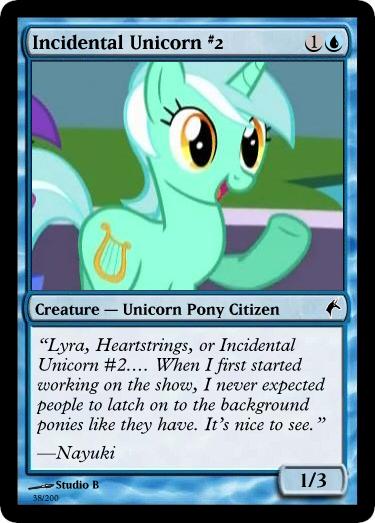 Incidental Unicorn #2 1
Creature — Unicorn Pony Citizen
“Lyra, Heartstrings, or Incidental
Unicorn #2.... When I first started
working on the show, I never expected
people to latch on to the background
ponies like they have. It's nice to see.”
—Nayuki
1/3
Studio B
38/200